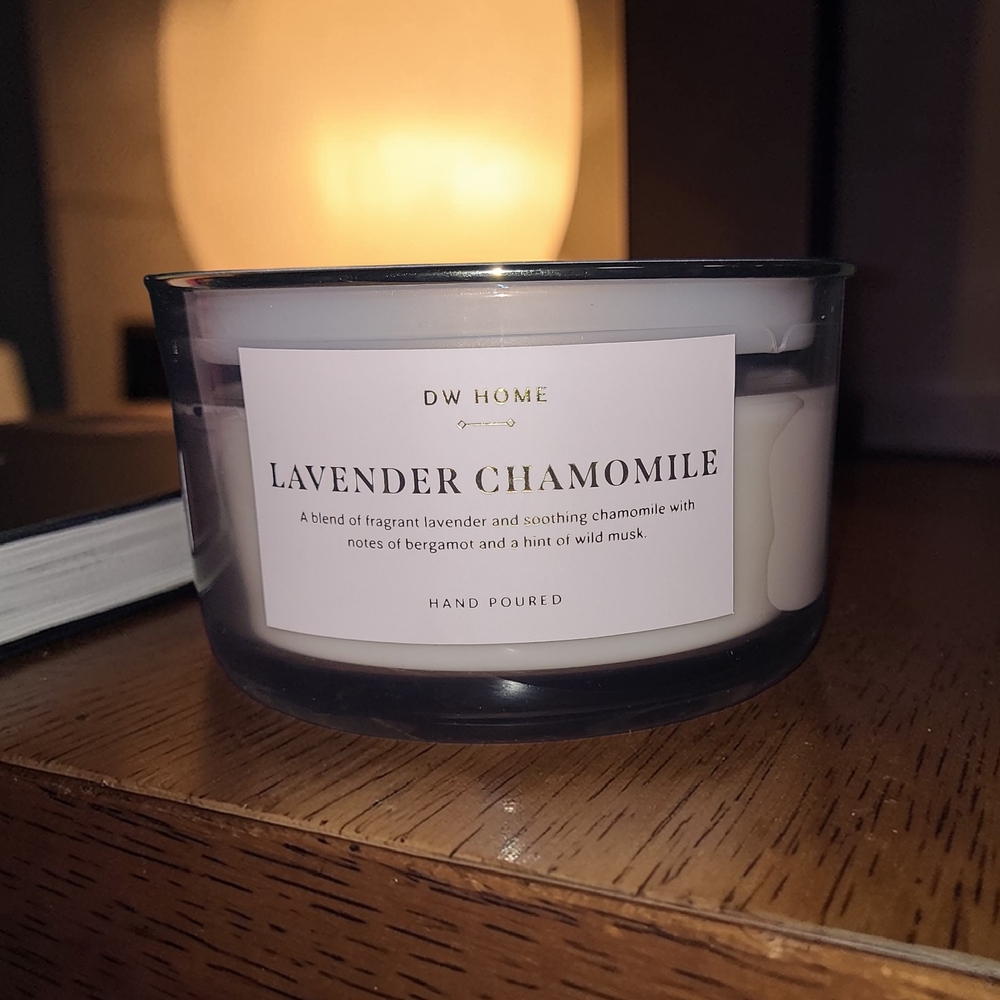 DW HOME
LAVENDER CHAMOMILE
A blend of fragrant lavender and soothing chamomile with
notes of bergamot and a hint of wild musk.
HAND POURED